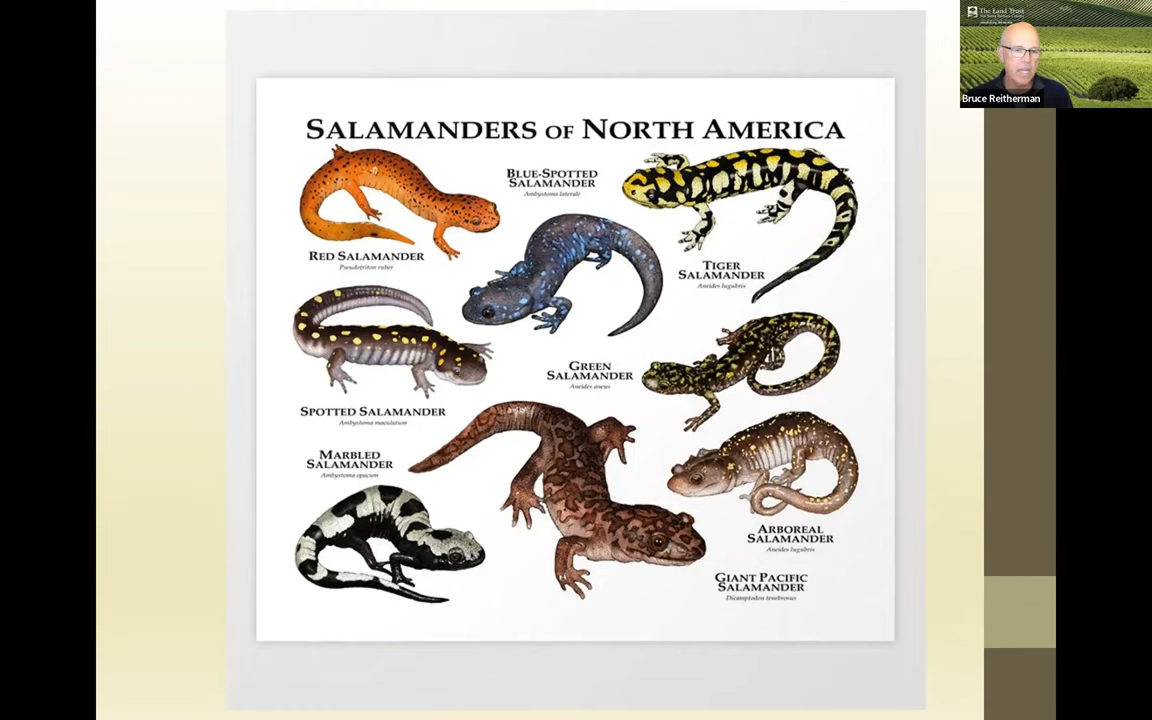 The Land Trust
SALAMANDERS OF NORTH AMERICA
BLUE-SPOTTED
SALAMANDER
Ambystoma laterale
RED SALAMANDER
Pseudotriton ruber
TIGER
SALAMANDER
Aneides lugubris
GREEN
SALAMANDER
Aneides aneus
SPOTTED SALAMANDER
Ambystoma maculatum
MARBLED
SALAMANDER
Ambystoma opacum
ARBOREAL
SALAMANDER
Aneides lugubris
GIANT PACIFIC
SALAMANDER
Dicamptodon tenebrosus
Bruce Reitherman